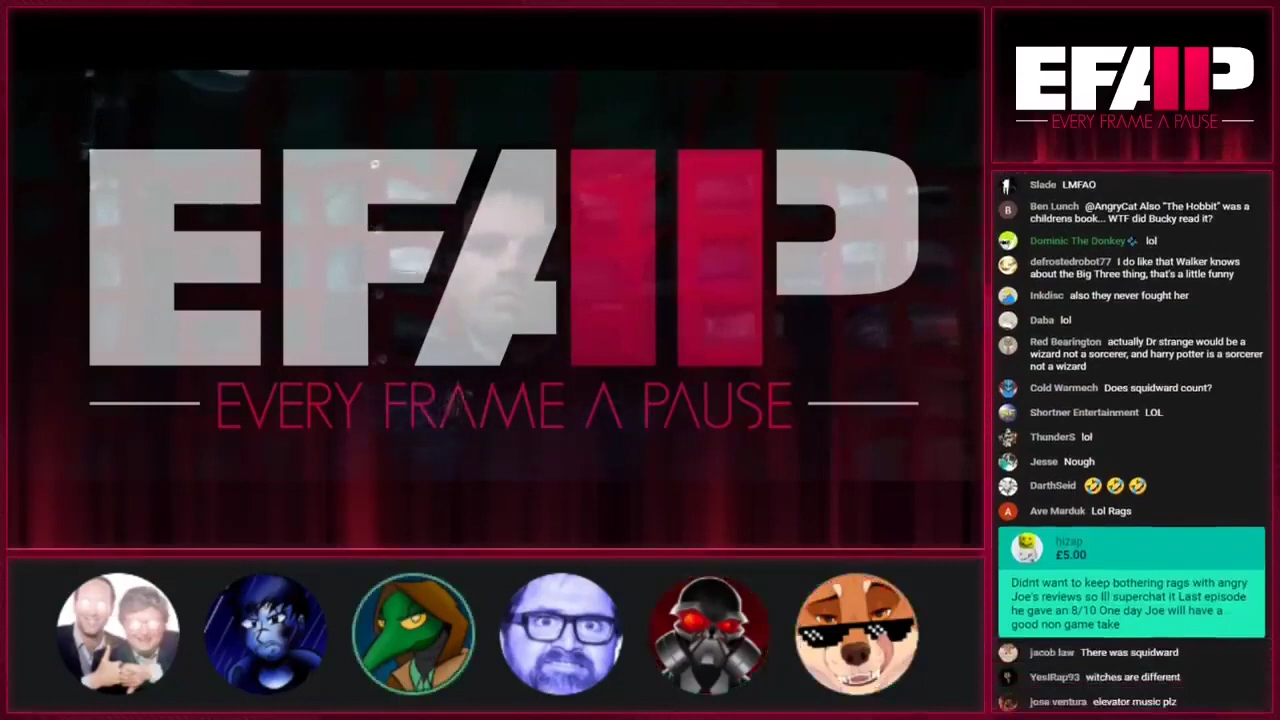 EFAP
EVERY FRAME A PAUSE
EFAP
EVERY FRAME A PAUSE
Slade LMFAO
Ben Lunch @AngryCat Also "The Hobbit" was a
childrens book... WTF did Bucky read it?
Dominic The Donkey lol
defrostedrobot77 I do like that Walker knows
about the Big Three thing, that's a little funny
Inkdisc also they never fought her
Daba lol
Red Bearington actually Dr strange would be a
wizard not a sorcerer, and harry potter is a sorcerer
not a wizard
Cold Warmech Does squidward count?
Shortner Entertainment LOL
ThunderS lol
Jesse Nough
DarthSeid 🤣🤣🤣
A Ave Marduk Lol Rags
hizap
£5.00
Didnt want to keep bothering rags with angry
Joe's reviews so Ill superchat it Last episode
he gave an 8/10 One day Joe will have a
good non game take
jacob law There was squidward
YesIRap93 witches are different
jose ventura elevator music plz